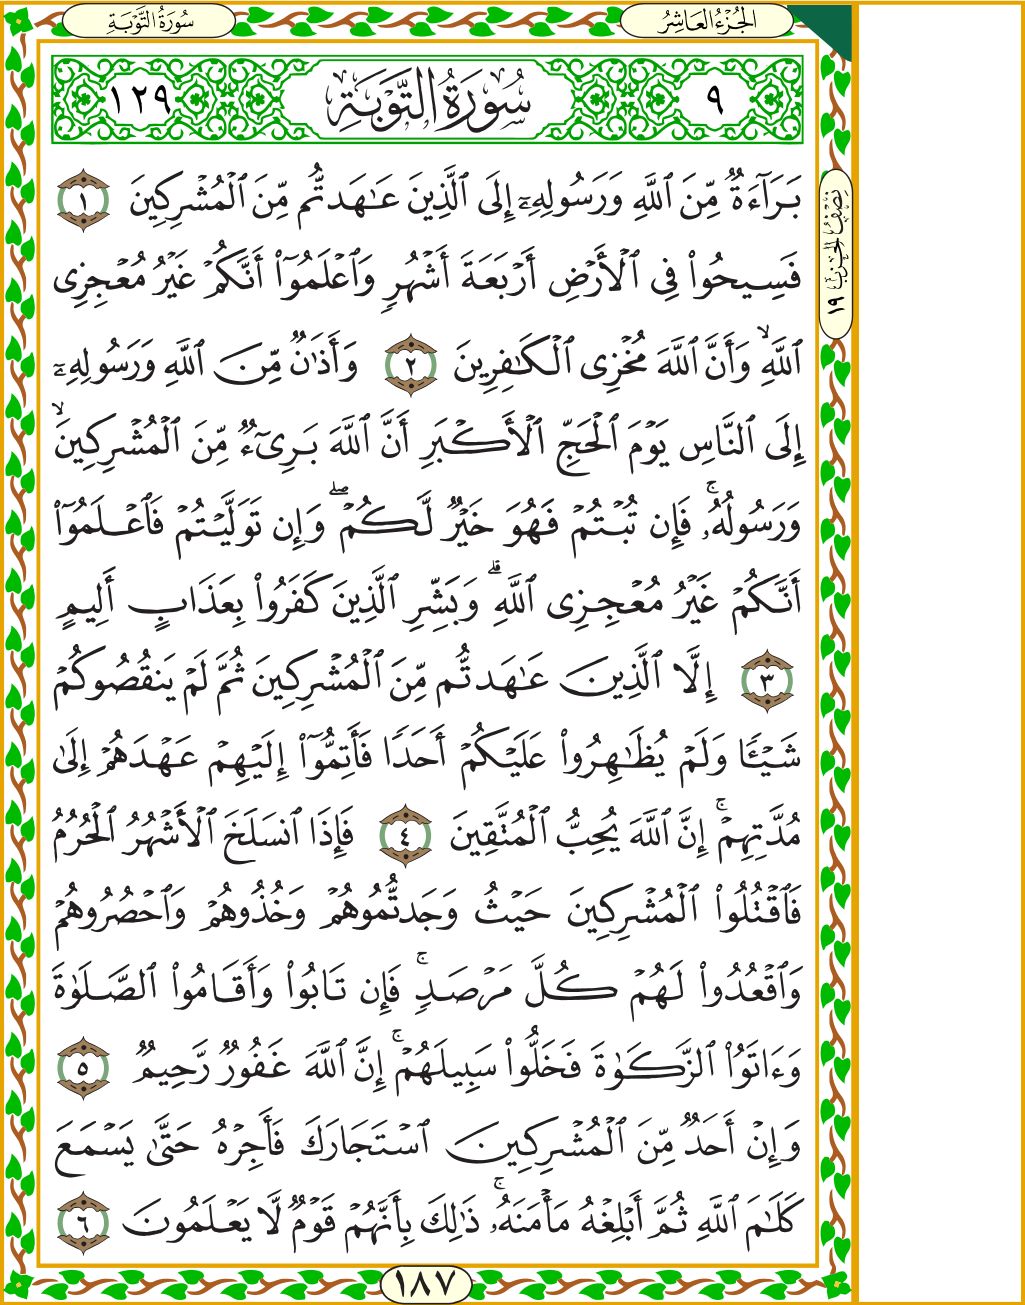 سُورَةُ التَّوْبَةِ
الجُزْءُ العَاشِرُ
١٢٩ سُورَةُ التَّوْبَةِ ٩
بَرَآءَةٌ مِّنَ ٱللَّهِ وَرَسُولِهِۦٓ إِلَى ٱلَّذِينَ عَـٰهَدتُّم مِّنَ ٱلْمُشْرِكِينَ ١
فَسِيحُوا۟ فِى ٱلْأَرْضِ أَرْبَعَةَ أَشْهُرٍ وَٱعْلَمُوٓا۟ أَنَّكُمْ غَيْرُ مُعْجِزِى
ٱللَّهِ ۙ وَأَنَّ ٱللَّهَ مُخْزِى ٱلْكَـٰفِرِينَ ٢ وَأَذَٰنٌ مِّنَ ٱللَّهِ وَرَسُولِهِۦٓ
إِلَى ٱلنَّاسِ يَوْمَ ٱلْحَجِّ ٱلْأَكْبَرِ أَنَّ ٱللَّهَ بَرِىٓءٌ مِّنَ ٱلْمُشْرِكِينَ ۙ
وَرَسُولُهُۥ ۚ فَإِن تُبْتُمْ فَهُوَ خَيْرٌ لَّكُمْ ۖ وَإِن تَوَلَّيْتُمْ فَٱعْلَمُوٓا۟
أَنَّكُمْ غَيْرُ مُعْجِزِى ٱللَّهِ ۗ وَبَشِّرِ ٱلَّذِينَ كَفَرُوا۟ بِعَذَابٍ أَلِيمٍ
٣ إِلَّا ٱلَّذِينَ عَـٰهَدتُّم مِّنَ ٱلْمُشْرِكِينَ ثُمَّ لَمْ يَنقُصُوكُمْ
شَيْـًٔا وَلَمْ يُظَـٰهِرُوا۟ عَلَيْكُمْ أَحَدًا فَأَتِمُّوٓا۟ إِلَيْهِمْ عَهْدَهُمْ إِلَىٰ
مُدَّتِهِمْ ۚ إِنَّ ٱللَّهَ يُحِبُّ ٱلْمُتَّقِينَ ٤ فَإِذَا ٱنسَلَخَ ٱلْأَشْهُرُ ٱلْحُرُمُ
فَٱقْتُلُوا۟ ٱلْمُشْرِكِينَ حَيْثُ وَجَدتُّمُوهُمْ وَخُذُوهُمْ وَٱحْصُرُوهُمْ
وَٱقْعُدُوا۟ لَهُمْ كُلَّ مَرْصَدٍ ۚ فَإِن تَابُوا۟ وَأَقَامُوا۟ ٱلصَّلَوٰةَ
وَءَاتَوُا۟ ٱلزَّكَوٰةَ فَخَلُّوا۟ سَبِيلَهُمْ ۚ إِنَّ ٱللَّهَ غَفُورٌ رَّحِيمٌ ٥
وَإِنْ أَحَدٌ مِّنَ ٱلْمُشْرِكِينَ ٱسْتَجَارَكَ فَأَجِرْهُ حَتَّىٰ يَسْمَعَ
كَلَـٰمَ ٱللَّهِ ثُمَّ أَبْلِغْهُ مَأْمَنَهُۥ ۚ ذَٰلِكَ بِأَنَّهُمْ قَوْمٌ لَّا يَعْلَمُونَ ٦
نِصْفُ الحِزْبِ ١٩
١٨٧